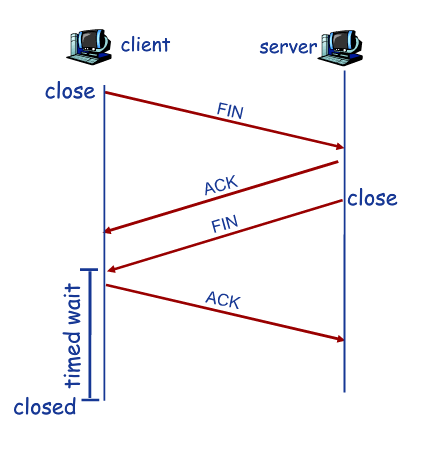 client
server
close
FIN
ACK
close
FIN
ACK
timed wait
closed